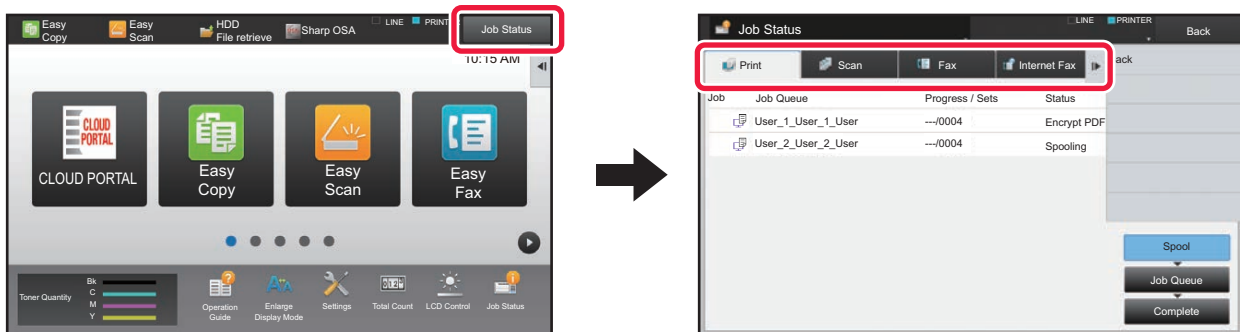 Easy
Copy
Easy
Scan
HDD
File retrieve
Sharp OSA
LINE
Job Status
10:15 AM
CLOUD
PORTAL
CLOUD PORTAL
Easy
Copy
Easy
Scan
Easy
Fax
Toner Quantity
Bk
C
M
Y
Operation
Guide
Enlarge
Display Mode
Settings
Total Count
LCD Control
Job Status
Job Status
LINE
PRINTER
Back
Print
Scan
Fax
Internet Fax
Job
Job Queue
Progress / Sets
Status
User_1_User_1_User
---/0004
Encrypt PDF
User_2_User_2_User
---/0004
Spooling
Spool
Job Queue
Complete